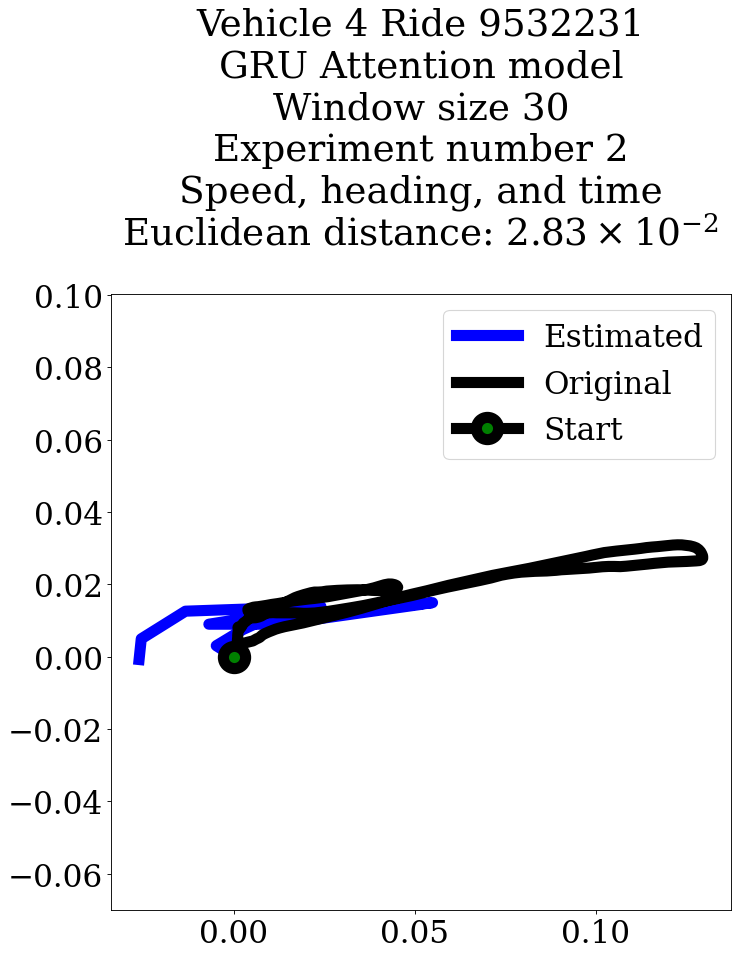 Vehicle 4 Ride 9532231
GRU Attention model
Window size 30
Experiment number 2
Speed, heading, and time
Euclidean distance: 2.83 × 10⁻²
0.10
0.08
0.06
0.04
0.02
0.00
−0.02
−0.04
−0.06
Estimated
Original
Start
0.00 0.05 0.10